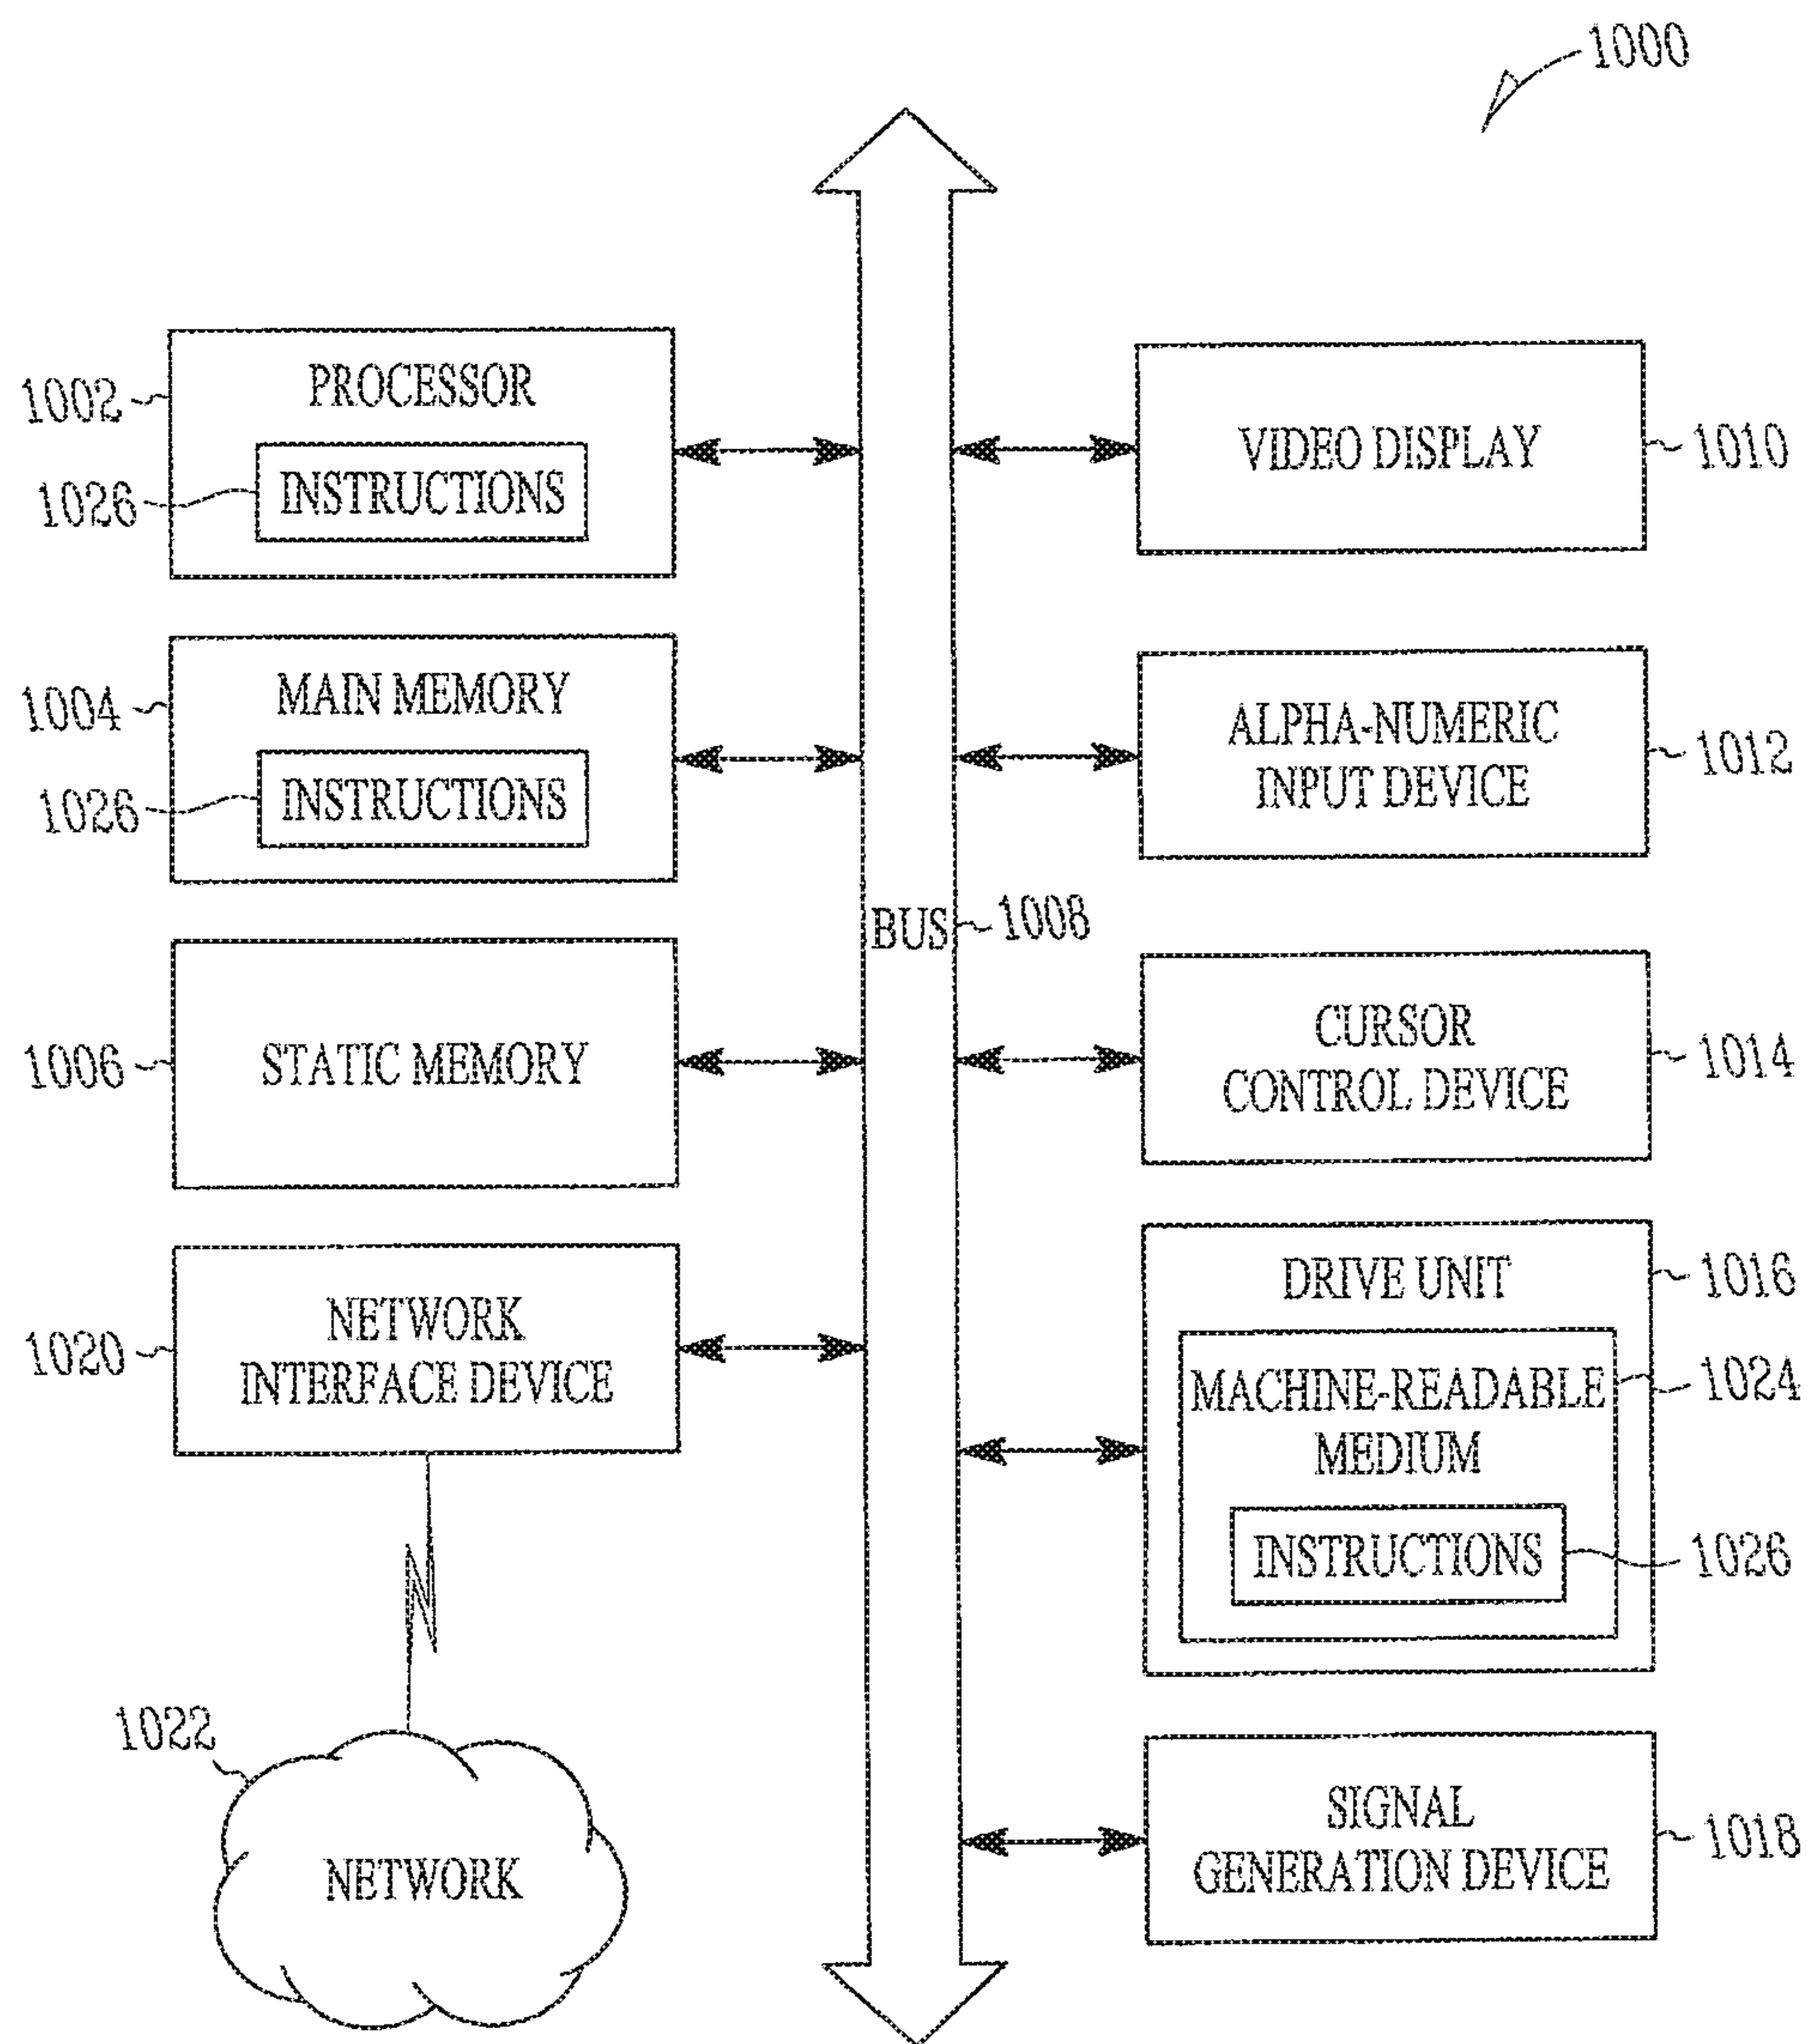 1000
PROCESSOR
1002
INSTRUCTIONS
1026
MAIN MEMORY
1004
INSTRUCTIONS
1026
STATIC MEMORY
1006
NETWORK
INTERFACE DEVICE
1020
1022
NETWORK
BUS
1008
VIDEO DISPLAY
1010
ALPHA-NUMERIC
INPUT DEVICE
1012
CURSOR
CONTROL DEVICE
1014
DRIVE UNIT
1016
MACHINE-READABLE
MEDIUM
1024
INSTRUCTIONS
1026
SIGNAL
GENERATION DEVICE
1018